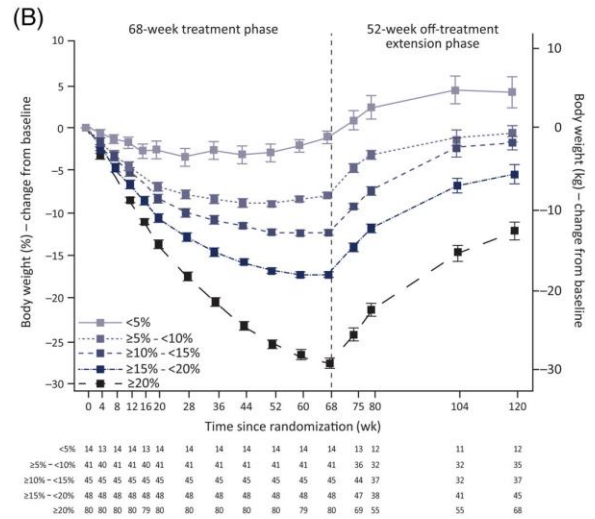 (B)
68-week treatment phase
52-week off-treatment
extension phase
10
5
0
−5
−10
−15
−20
−25
−30
Body weight (%) – change from baseline
10
0
−10
−20
−30
Body weight (kg) – change from baseline
<5%
≥5% - <10%
≥10% - <15%
≥15% - <20%
≥20%
0 4 8 12 16 20 28 36 44 52 60 68 75 80 104 120
Time since randomization (wk)
<5% 14 13 14 14 13 14 14 14 14 14 14 14 13 12 11 12
≥5% – <10% 41 40 41 41 40 41 41 41 41 41 41 41 36 32 32 35
≥10% – <15% 45 45 45 45 45 45 45 45 45 45 45 45 44 37 32 37
≥15% – <20% 48 48 48 48 48 48 48 48 48 48 48 48 47 38 41 45
≥20% 80 80 80 80 79 80 80 80 80 80 79 80 69 55 55 68